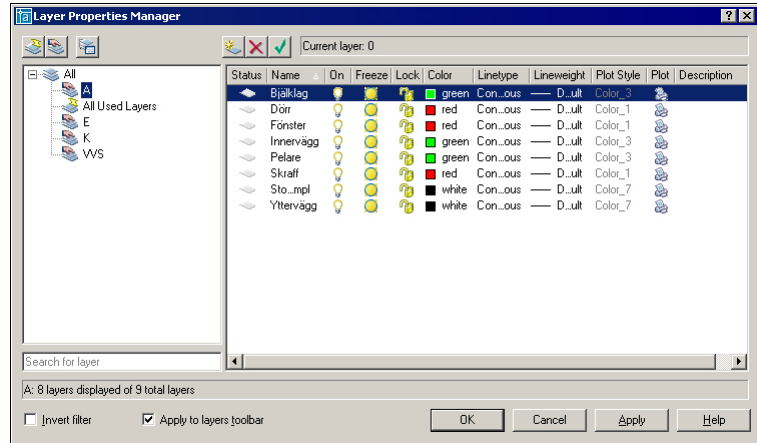 Layer Properties Manager
Current layer: 0
All
A
All Used Layers
E
K
VVS
Status Name On Freeze Lock Color Linetype Lineweight Plot Style Plot Description
Bjälklag green Con...ous D...ult Color_3
Dörr red Con...ous D...ult Color_1
Fönster red Con...ous D...ult Color_1
Innervägg green Con...ous D...ult Color_3
Pelare green Con...ous D...ult Color_3
Skraff red Con...ous D...ult Color_1
Sto...mpl white Con...ous D...ult Color_7
Yttervägg white Con...ous D...ult Color_7
Search for layer
A: 8 layers displayed of 9 total layers
Invert filter Apply to layers toolbar OK Cancel Apply Help